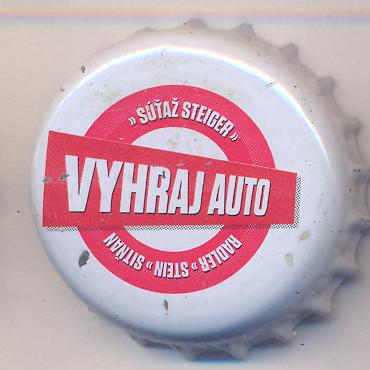 » SÚŤAŽ STEIGER »
VYHRAJ AUTO
RADLER » STEIN » SITŇAN